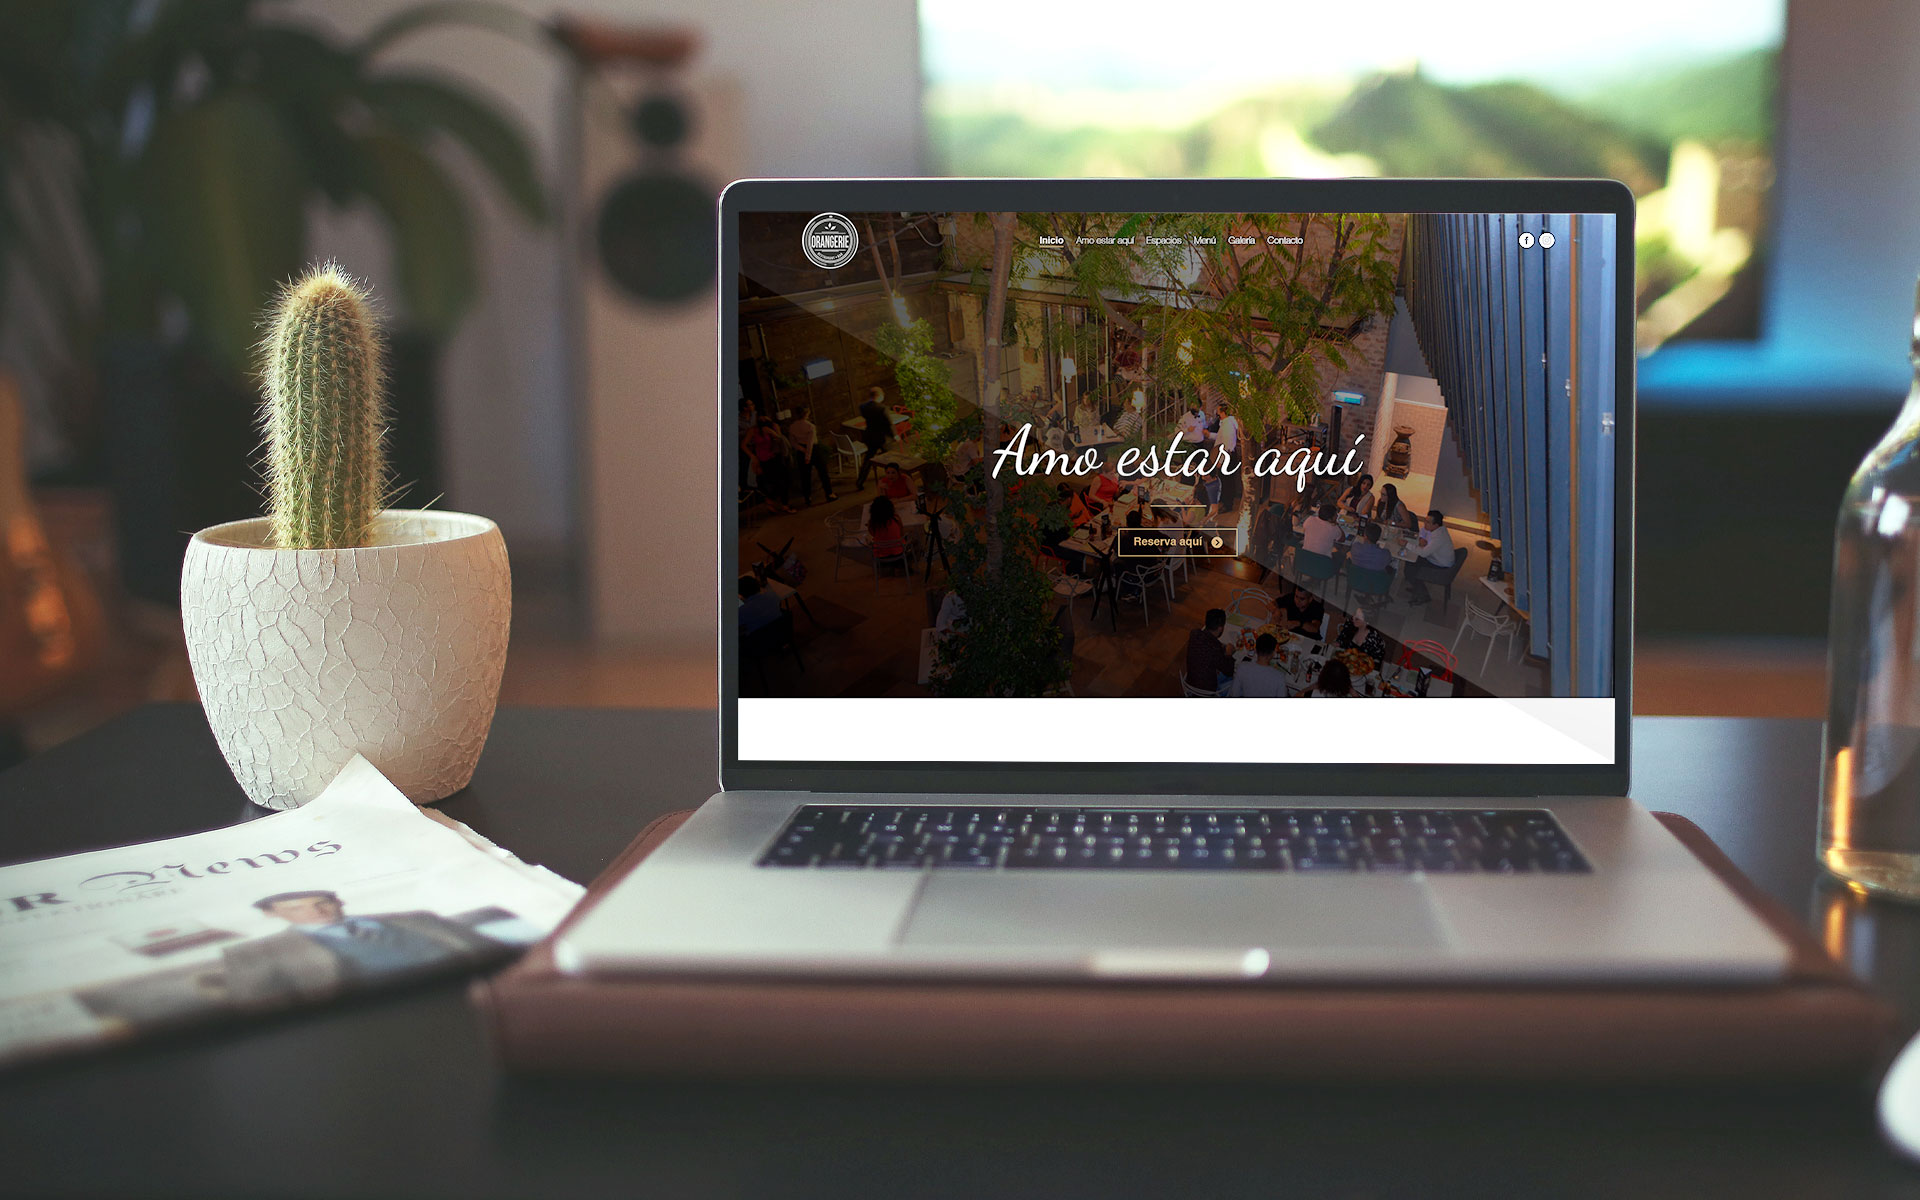 ORANGERIE
Inicio Amo estar aquí Espacios Menú Galería Contacto
Amo estar aquí
Reserva aquí
R News